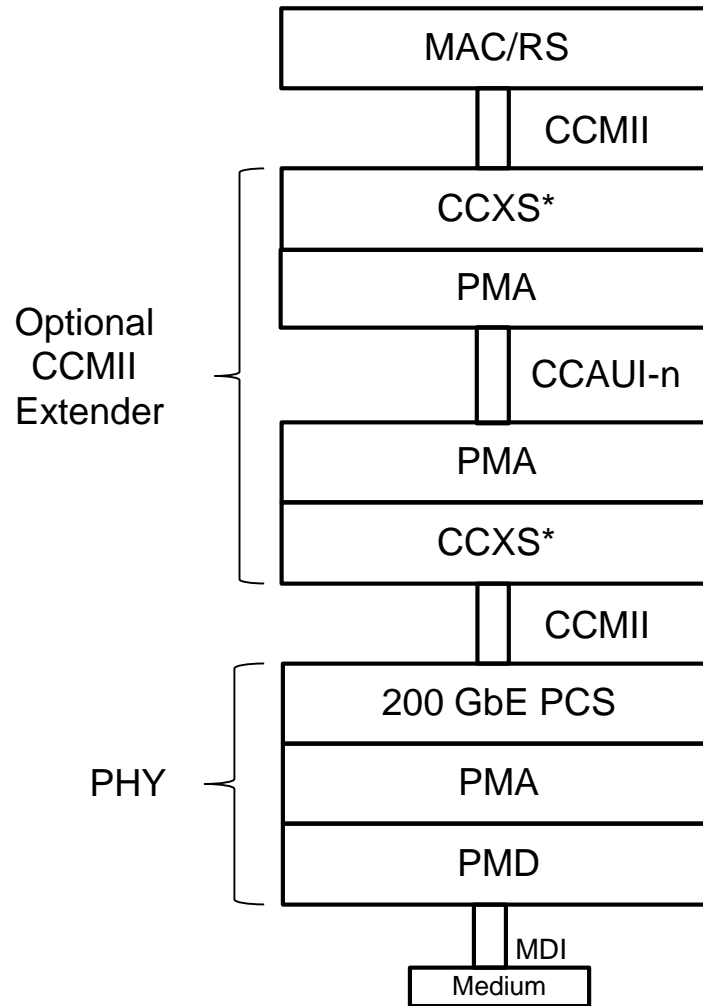 MAC/RS
CCMII
CCXS*
PMA
Optional
CCMII
Extender
CCAUI-n
PMA
CCXS*
CCMII
200 GbE PCS
PHY
PMA
PMD
MDI
Medium